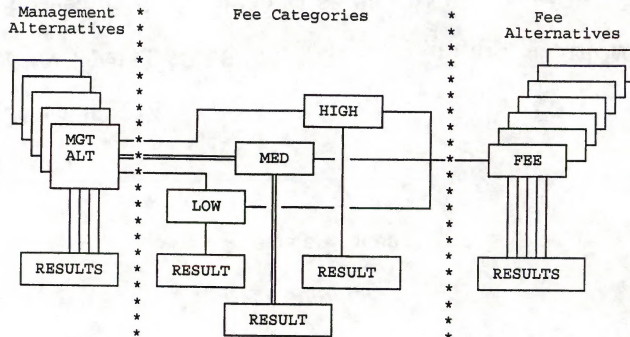 Management
Alternatives
Fee Categories
Fee
Alternatives
HIGH
MGT
ALT
MED
FEE
LOW
RESULTS
RESULT
RESULT
RESULTS
RESULT